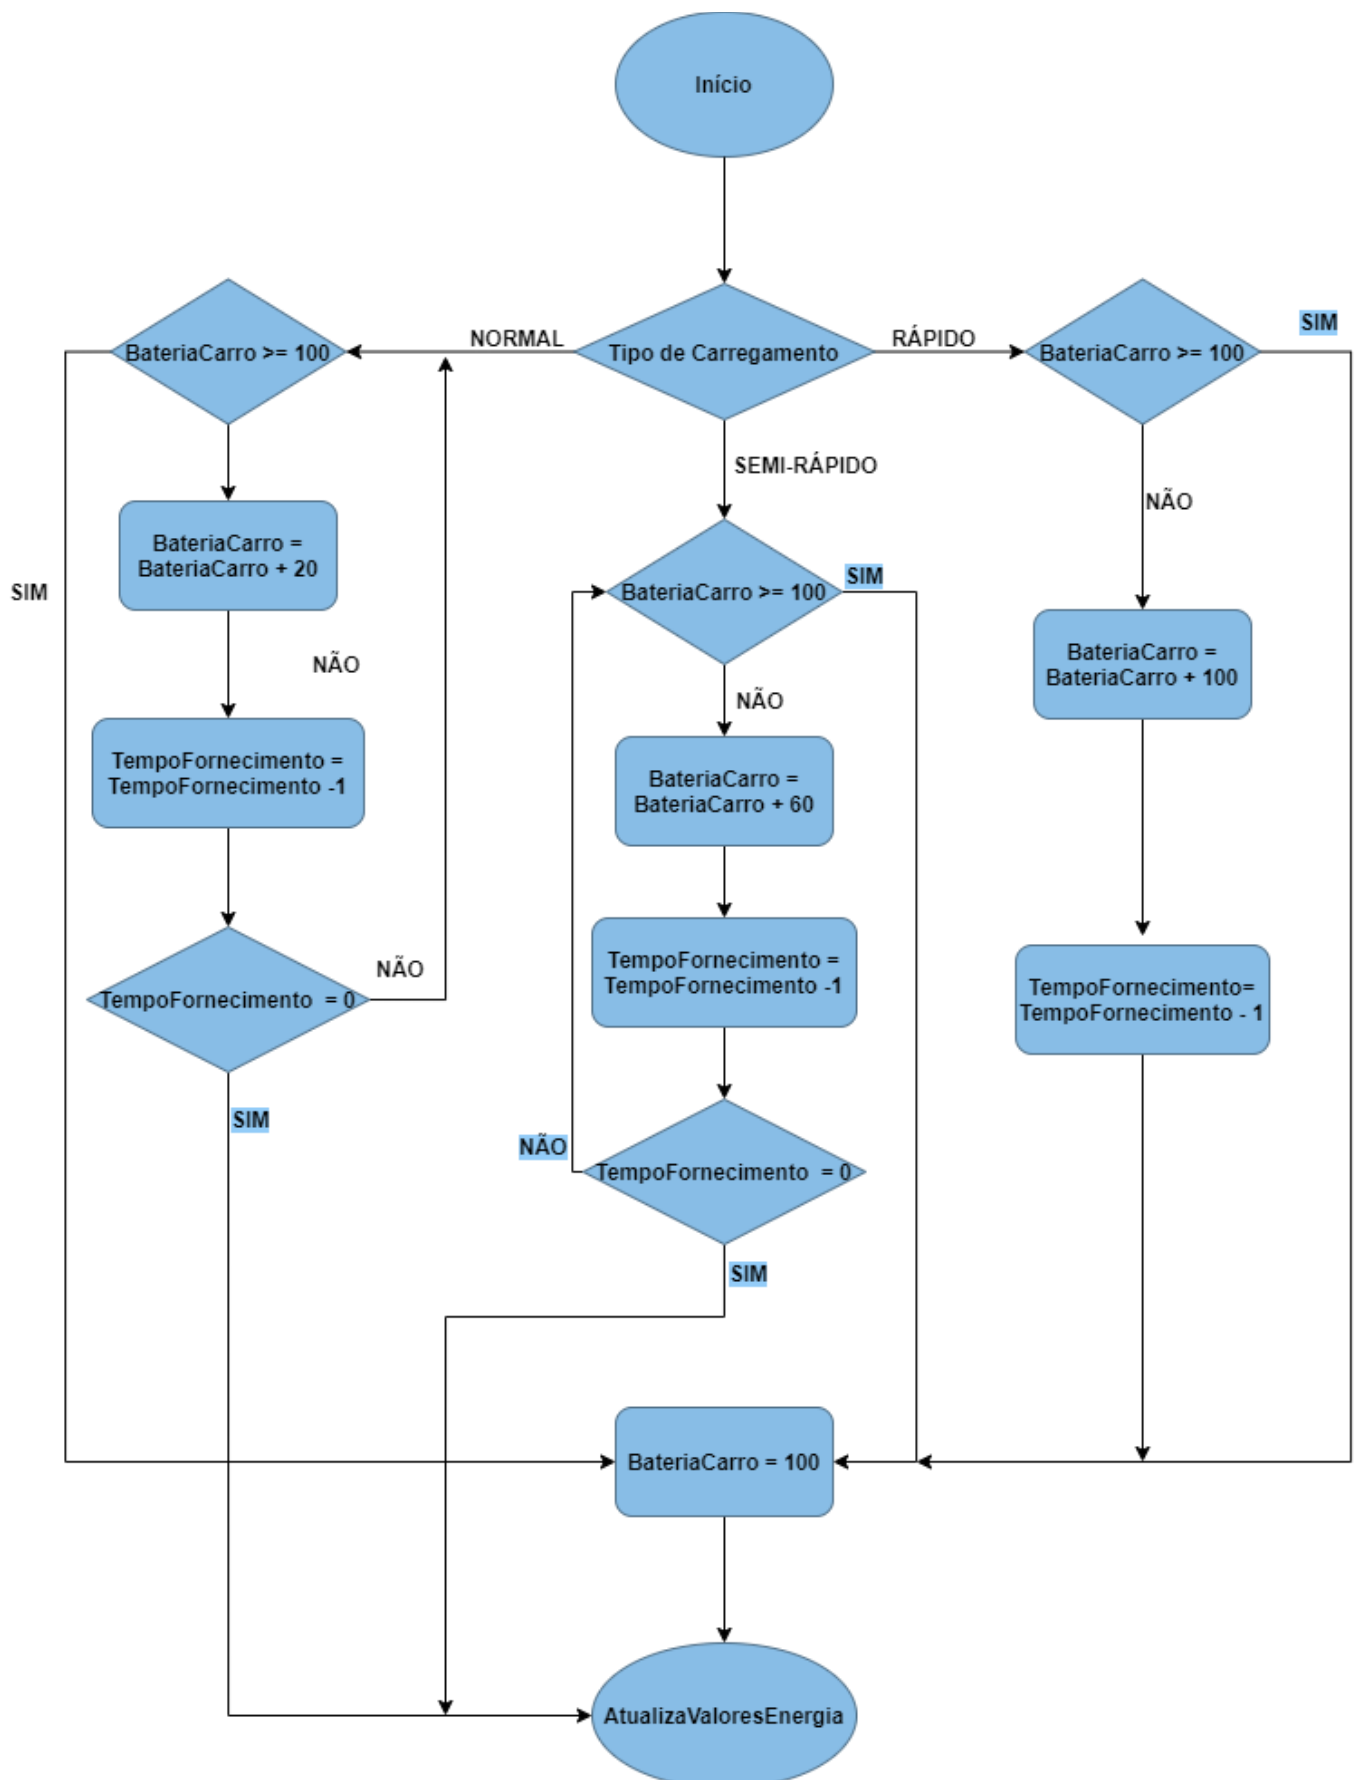 Início
SIM
NORMAL
RÁPIDO
BateriaCarro >= 100
Tipo de Carregamento
BateriaCarro >= 100
SEMI-RÁPIDO
NÃO
BateriaCarro =
BateriaCarro + 20
SIM
BateriaCarro >= 100
SIM
NÃO
BateriaCarro =
BateriaCarro + 100
NÃO
TempoFornecimento =
TempoFornecimento -1
BateriaCarro =
BateriaCarro + 60
NÃO
TempoFornecimento = 0
TempoFornecimento =
TempoFornecimento -1
TempoFornecimento=
TempoFornecimento - 1
SIM
NÃO
TempoFornecimento = 0
SIM
BateriaCarro = 100
AtualizaValoresEnergia